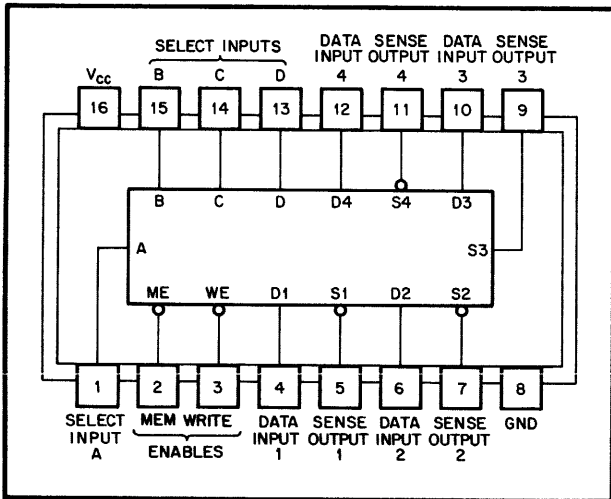 SELECT INPUTS
DATA SENSE DATA SENSE
INPUT OUTPUT INPUT OUTPUT
VCC B C D 4 4 3 3
16 15 14 13 12 11 10 9
B C D D4 S4 D3
A S3
ME WE D1 S1 D2 S2
1 2 3 4 5 6 7 8
SELECT MEM WRITE DATA SENSE DATA SENSE GND
INPUT INPUT OUTPUT INPUT OUTPUT
A ENABLES 1 1 2 2